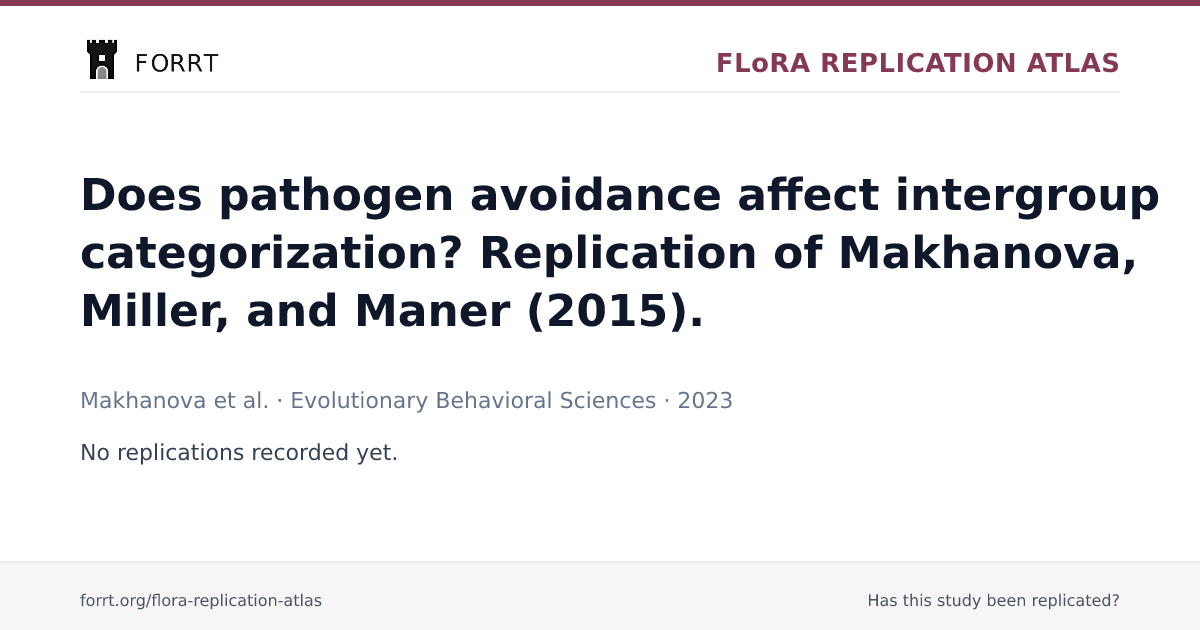 FORRT
FLoRA REPLICATION ATLAS
Does pathogen avoidance affect intergroup
categorization? Replication of Makhanova,
Miller, and Maner (2015).
Makhanova et al. · Evolutionary Behavioral Sciences · 2023
No replications recorded yet.
forrt.org/flora-replication-atlas
Has this study been replicated?